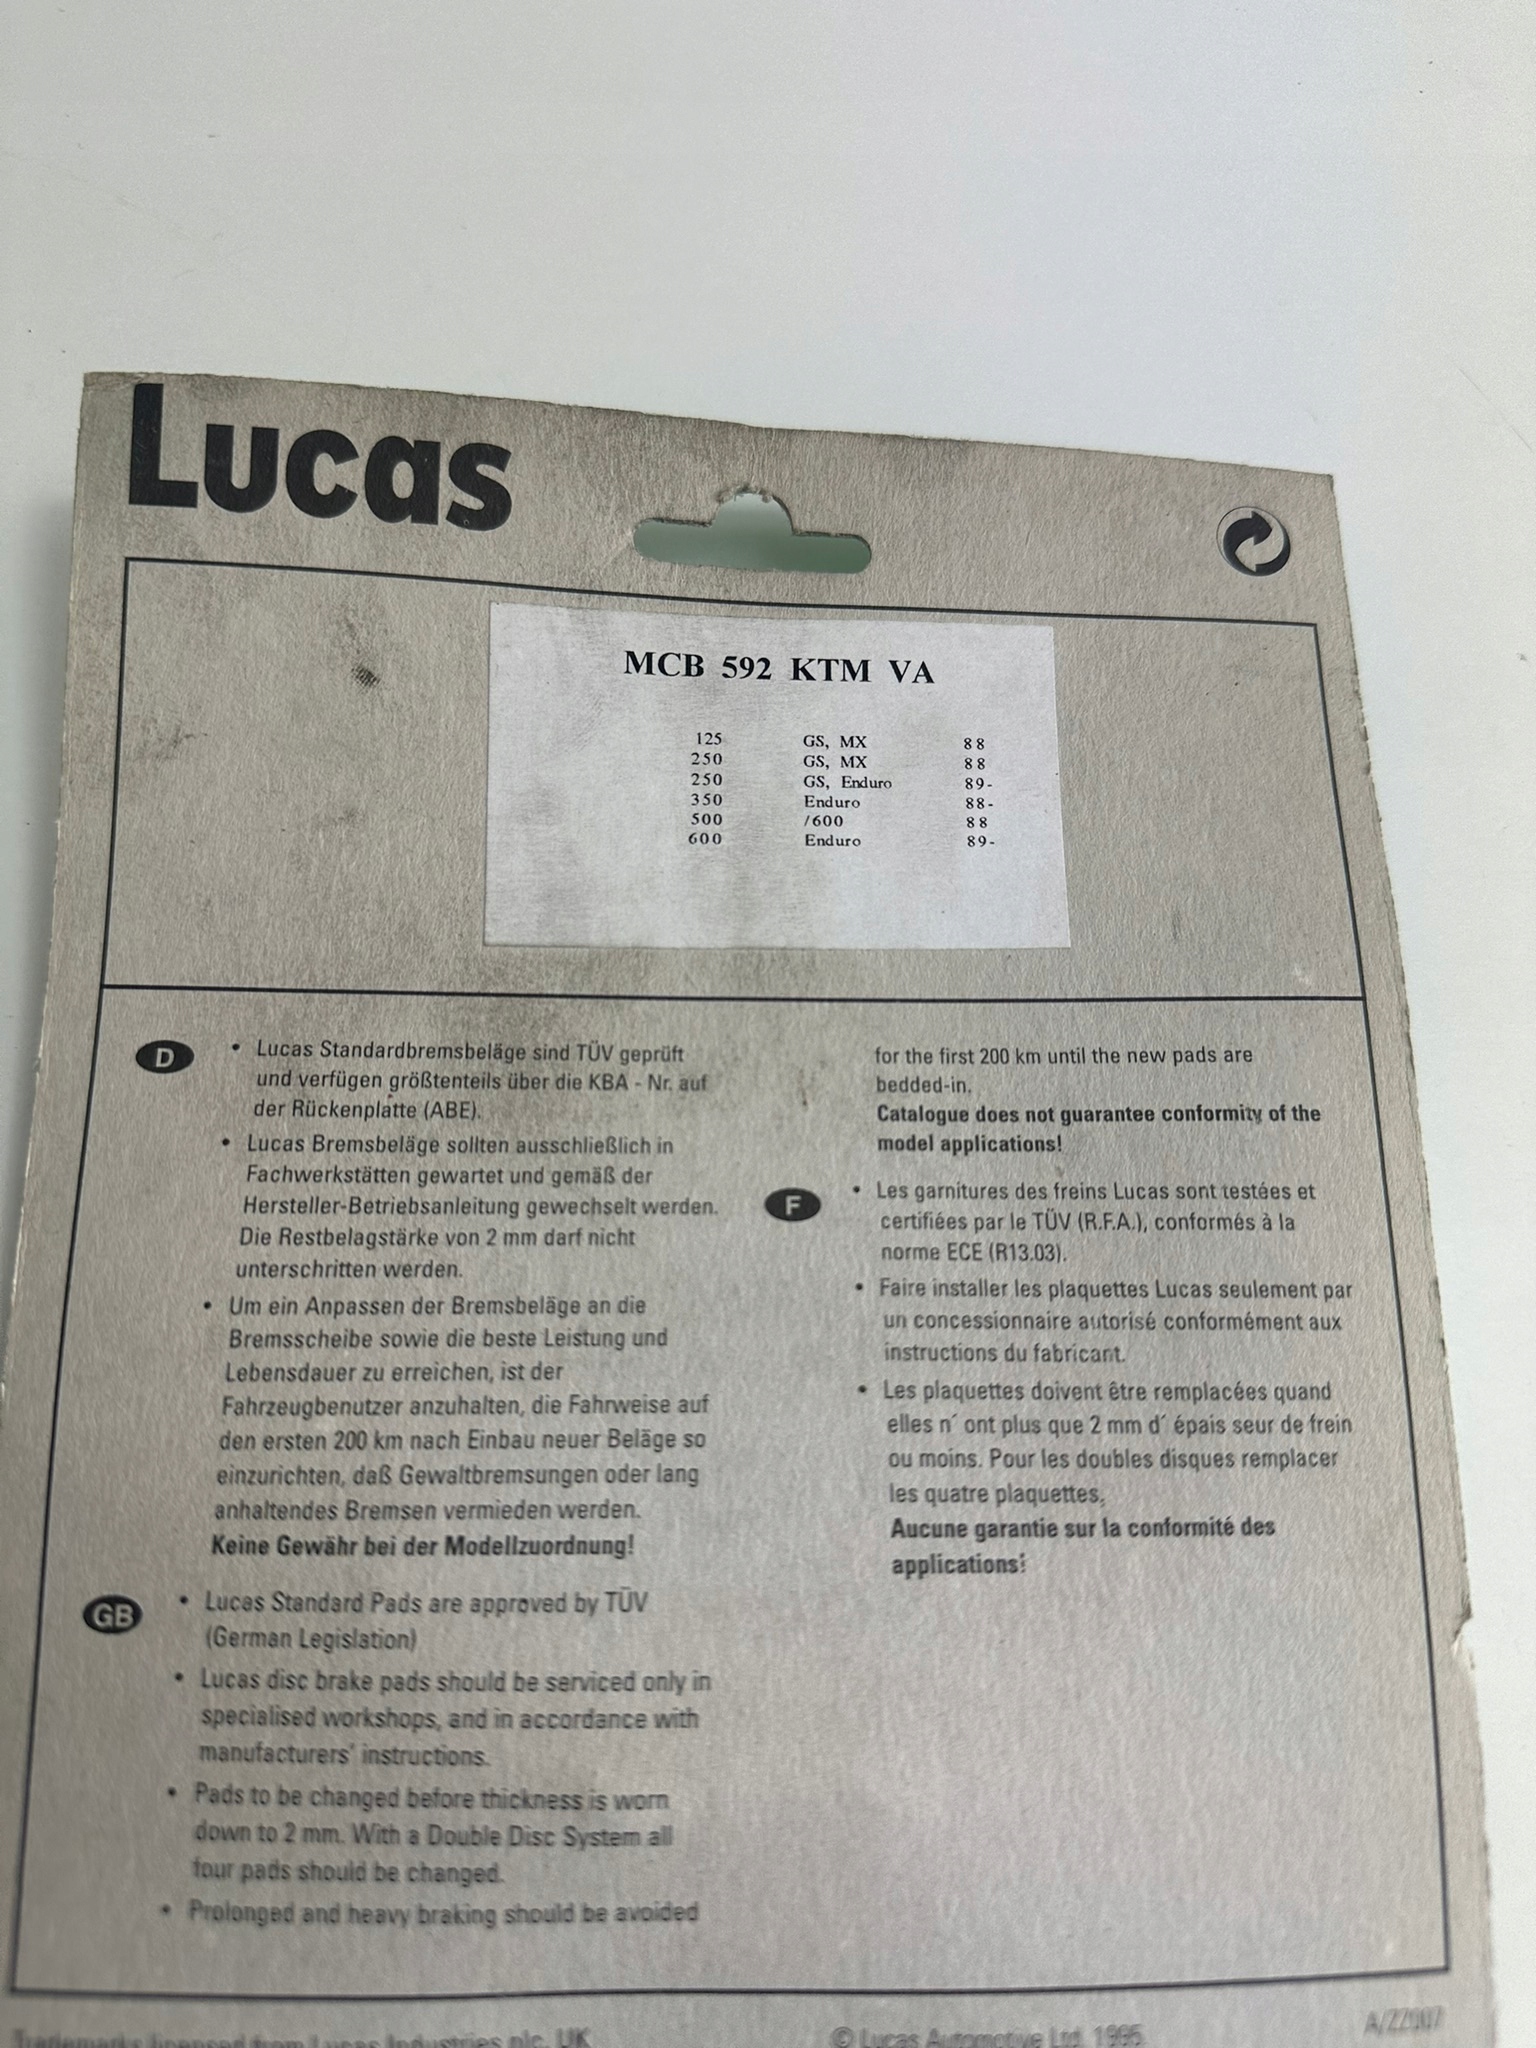 Lucas
MCB 592 KTM VA
125 GS, MX 88
250 GS, MX 88
250 GS, Enduro 89-
350 Enduro 88-
500 /600 88
600 Enduro 89-
D
• Lucas Standardbremsbeläge sind TÜV geprüft
und verfügen größtenteils über die KBA - Nr. auf
der Rückenplatte (ABE).
• Lucas Bremsbeläge sollten ausschließlich in
Fachwerkstätten gewartet und gemäß der
Hersteller-Betriebsanleitung gewechselt werden.
Die Restbelagstärke von 2 mm darf nicht
unterschritten werden.
• Um ein Anpassen der Bremsbeläge an die
Bremsscheibe sowie die beste Leistung und
Lebensdauer zu erreichen, ist der
Fahrzeugbenutzer anzuhalten, die Fahrweise auf
den ersten 200 km nach Einbau neuer Beläge so
einzurichten, daß Gewaltbremsungen oder lang
anhaltendes Bremsen vermieden werden.
Keine Gewähr bei der Modellzuordnung!
GB
• Lucas Standard Pads are approved by TÜV
(German Legislation)
• Lucas disc brake pads should be serviced only in
specialised workshops, and in accordance with
manufacturers' instructions.
• Pads to be changed before thickness is worn
down to 2 mm. With a Double Disc System all
four pads should be changed.
• Prolonged and heavy braking should be avoided
for the first 200 km until the new pads are
bedded-in.
Catalogue does not guarantee conformity of the
model applications!
F
• Les garnitures des freins Lucas sont testées et
certifiées par le TÜV (R.F.A.), conformés à la
norme ECE (R13.03).
• Faire installer les plaquettes Lucas seulement par
un concessionnaire autorisé conformément aux
instructions du fabricant.
• Les plaquettes doivent être remplacées quand
elles n´ ont plus que 2 mm d´ épais seur de frein
ou moins. Pour les doubles disques remplacer
les quatre plaquettes.
Aucune garantie sur la conformité des
applications!
Trademarks licensed from Lucas Industries plc, UK
© Lucas Automotive Ltd. 1995
A/ZZ007